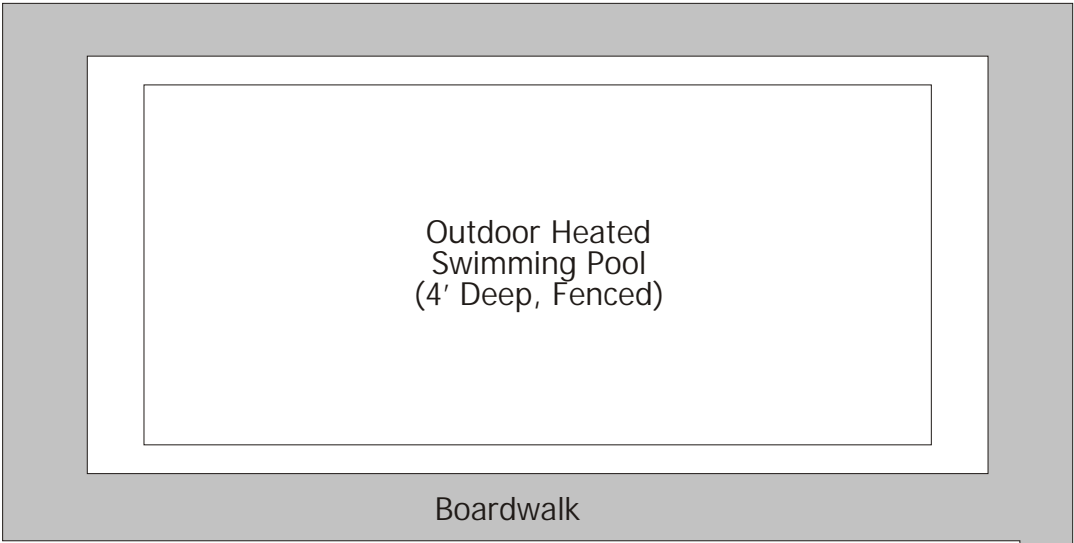 Outdoor Heated
Swimming Pool
(4′ Deep, Fenced)
Boardwalk